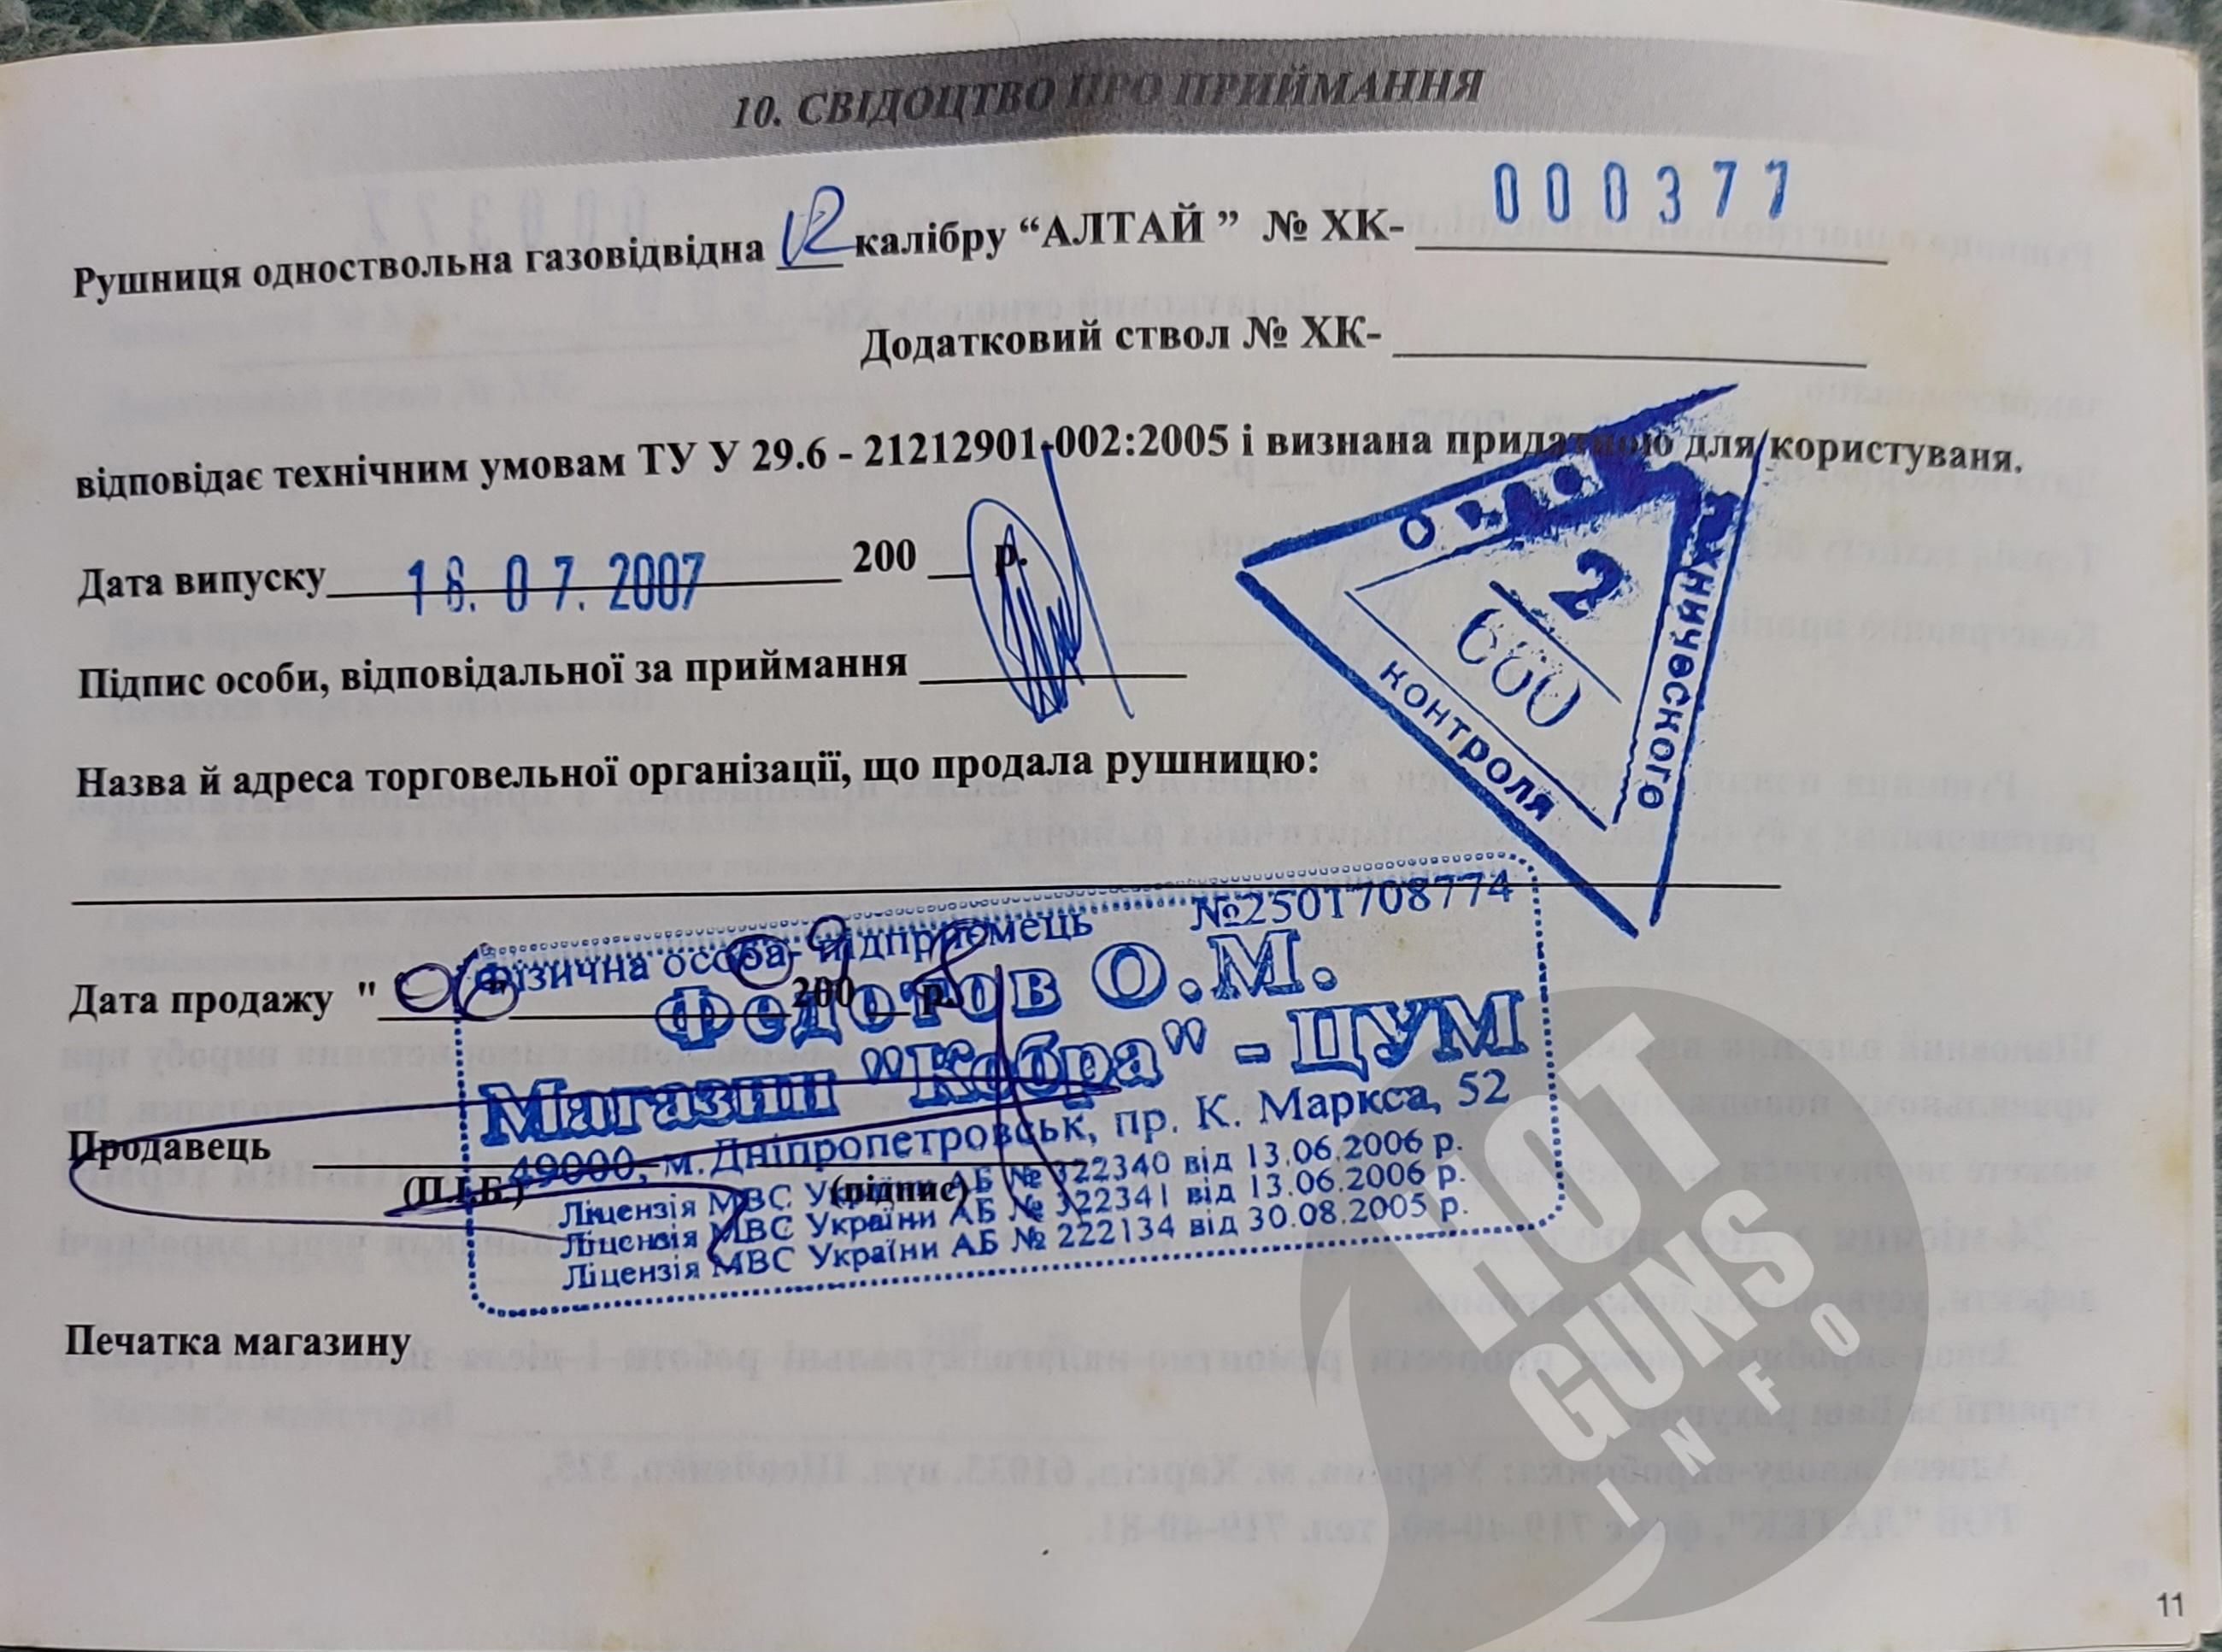 10. СВІДОЦТВО ПРО ПРИЙМАННЯ
000377
Рушниця одноствольна газовідвідна 12 калібру “АЛТАЙ ” № ХК-
Додатковий ствол № ХК-
відповідає технічним умовам ТУ У 29.6 - 21212901-002:2005 і визнана придатною для користуваня.
Дата випуску 16.07.2007 200 р.
Підпис особи, відповідальної за приймання
2
600
технического
контроля
Назва й адреса торговельної організації, що продала рушницю:
Фізична особа-підприємець №2501708774
Федотов О.М.
Дата продажу " 200 р.
Магазин "Кобра" - ЦУМ
49000, м.Дніпропетровськ, пр. К. Маркса, 52
Продавець
(П.І.Б.) (підпис)
Ліцензія МВС України АБ № 322340 від 13.06.2006 р.
Ліцензія МВС України АБ № 322341 від 13.06.2006 р.
Ліцензія МВС України АБ № 222134 від 30.08.2005 р.
Печатка магазину
HOT
GUNS
INFO
11